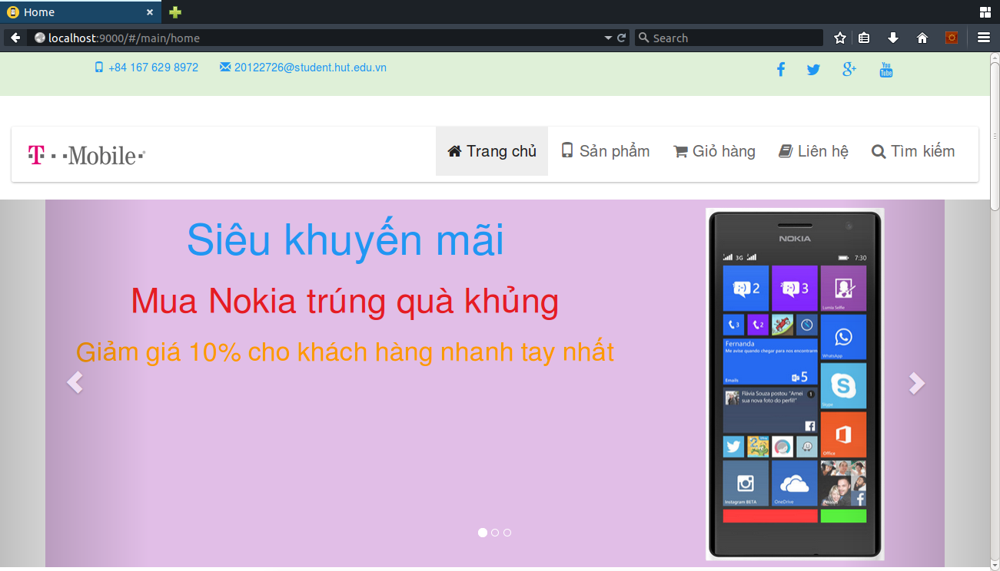 Home
localhost:9000/#/main/home
Search
+84 167 629 8972 20122726@student.hut.edu.vn
You Tube
T · · Mobile ·®
Trang chủ Sản phẩm Giỏ hàng Liên hệ Tìm kiếm
Siêu khuyến mãi
Mua Nokia trúng quà khủng
Giảm giá 10% cho khách hàng nhanh tay nhất
NOKIA
3G 7:30
2 3
Lumia Selfie
3 2
WhatsApp
Fernanda
Me avise quando chegar para nos encontrarm
Emails 5
Skype
Flávia Souza postou "Amei 1
sua nova foto do perfil!"
Office
Instagram BETA OneDrive